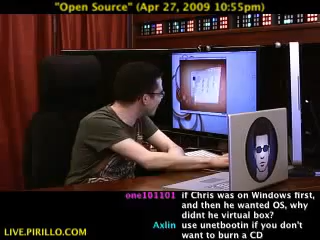 "Open Source" (Apr 27, 2009 10:55pm)
one101101 if Chris was on Windows first,
and then he wanted OS, why
didnt he virtual box?
Axlin use unetbootin if you don't
LIVE.PIRILLO.COM want to burn a CD